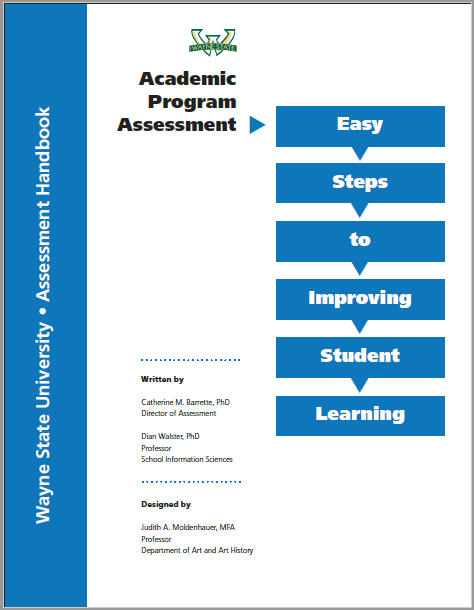 Wayne State University • Assessment Handbook
WAYNE STATE
Academic
Program
Assessment
Easy
Steps
to
Improving
Student
Learning
Written by
Catherine M. Barrette, PhD
Director of Assessment
Dian Walster, PhD
Professor
School Information Sciences
Designed by
Judith A. Moldenhauer, MFA
Professor
Department of Art and Art History